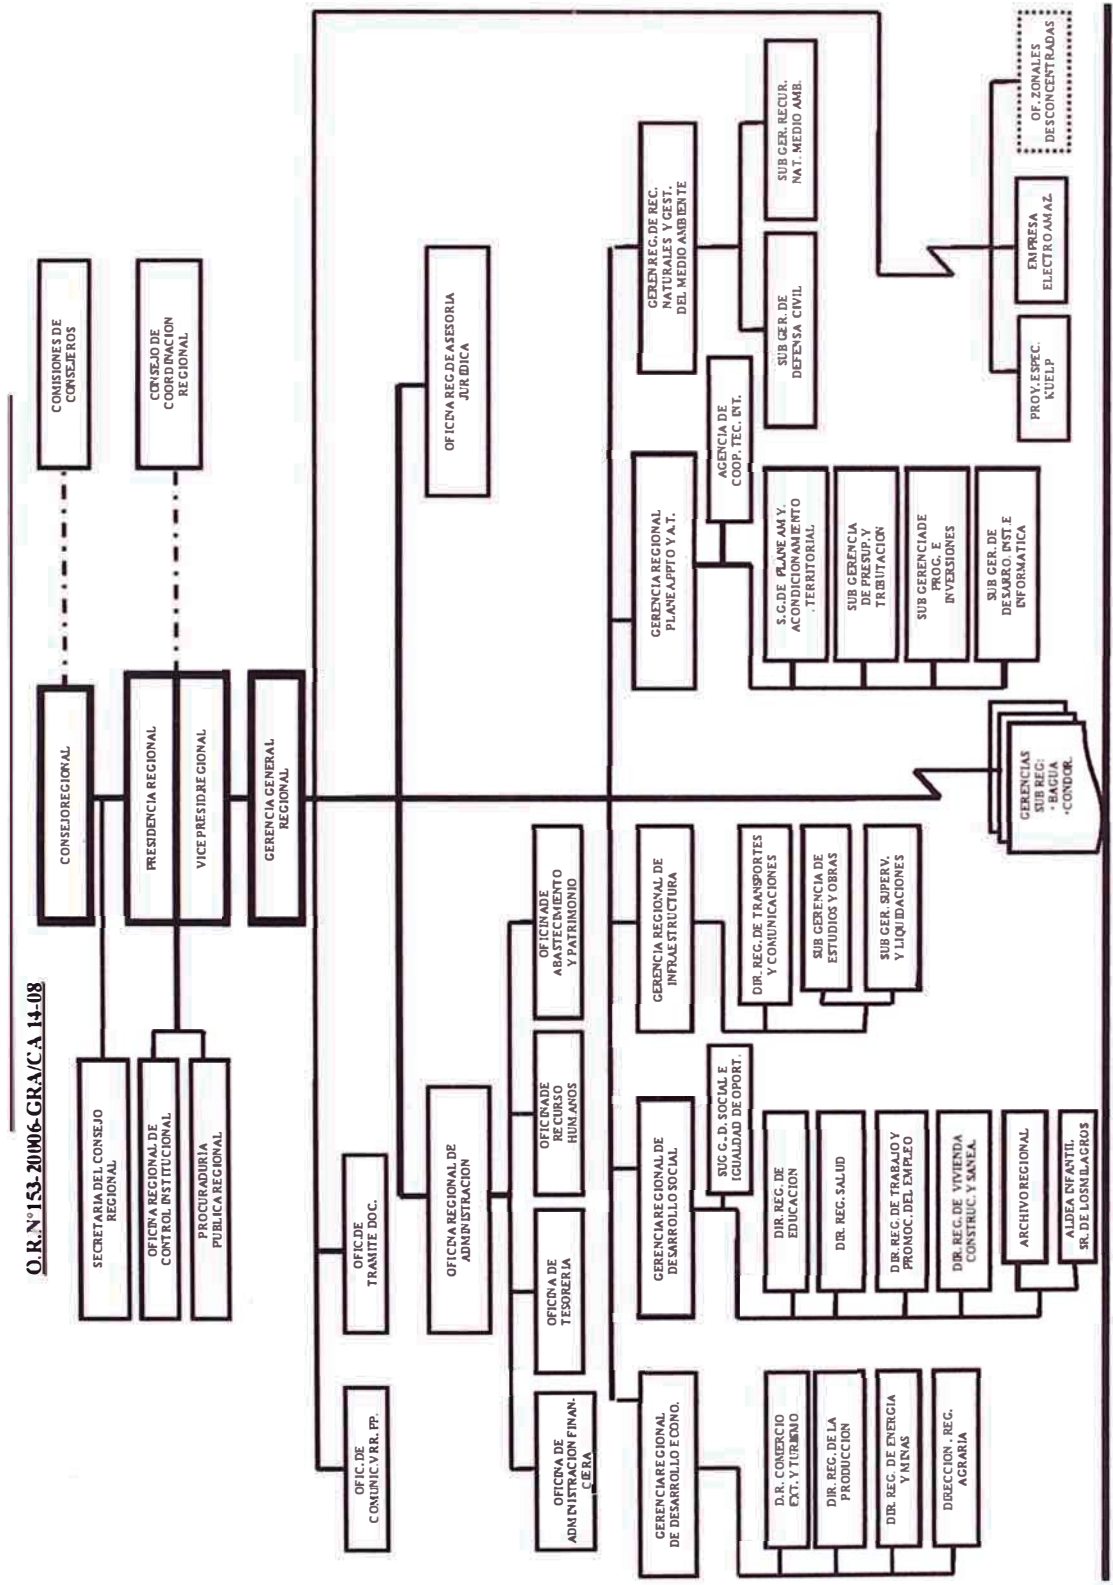 O.R.N°153-20006-GRA/CA 14-08
COMISIONES DE
CONSEJEROS
CONSEJO REGIONAL
CONSEJO DE
COORDINACION
REGIONAL
PRESIDENCIA REGIONAL
VICE PRESID.REGIONAL
SECRETARIA DEL CONSEJO
REGIONAL
OFICINA REGIONAL DE
CONTROL INSTITUCIONAL
PROCURADURIA
PUBLICA REGIONAL
GERENCIA GENERAL
REGIONAL
OFIC.DE
COMUNIC.Y RR. PP.
OFIC.DE
TRAMITE DOC.
OFICINA REGIONAL DE
ADMINISTRACION
OFICINA REG.DE ASESORIA
JURIDICA
OFICINA DE
ADMINISTRACION FINAN-
CIERA
OFICINA DE
TESORERIA
OFICINA DE
RECURSO
HUMANOS
OFICINA DE
ABASTECIMIENTO
Y PATRIMONIO
GERENCIA REGIONAL
DE DESARROLLO ECONO.
GERENCIA REGIONAL DE
DESARROLLO SOCIAL
GERENCIA REGIONAL DE
INFRAESTRUCTURA
GERENCIA REGIONAL
PLANEA.PPTO Y A.T.
GEREN.REG. DE REC.
NATURALES Y GEST.
DEL MEDIO AMBIENTE
D.R. COMERCIO
EXT. Y TURISMO
DIR. REG. DE LA
PRODUCCION
DIR. REG. DE ENERGIA
Y MINAS
DIRECCION . REG.
AGRARIA
SUG G. D. SOCIAL E
IGUALDAD DE OPORT.
DIR. REG. DE
EDUCACION
DIR. REG. SALUD
DIR. REG. DE TRABAJO Y
PROMOC. DEL EMPLEO
DIR. REG. DE VIVIENDA
CONSTRUC. Y SANEA.
ARCHIVO REGIONAL
ALDEA INFANTIL
SR. DE LOS MILAGROS
DIR. REG. DE TRANSPORTES
Y COMUNICACIONES
SUB GERENCIA DE
ESTUDIOS Y OBRAS
SUB GER. SUPERV.
Y LIQUIDACIONES
AGENCIA DE
COOP. TEC. INT.
S.G. DE PLANEAM Y.
ACONDICIONAMIENTO
. TERRITORIAL
SUB GERENCIA
DE PRESUP. Y
TRIBUTACION
SUB GERENCIA DE
PROG. E
INVERSIONES
SUB GER. DE
DESARRO. INST. E
INFORMATICA
SUB GER. DE
DEFENSA CIVIL
SUB GER. RECUR.
NAT. MEDIO AMB.
GERENCIAS
SUB REG:
· BAGUA
·CONDOR.
PROY. ESPEC.
KUELP
EMPRESA
ELECTRO AMAZ.
OF. ZONALES
DESCONCENTRADAS